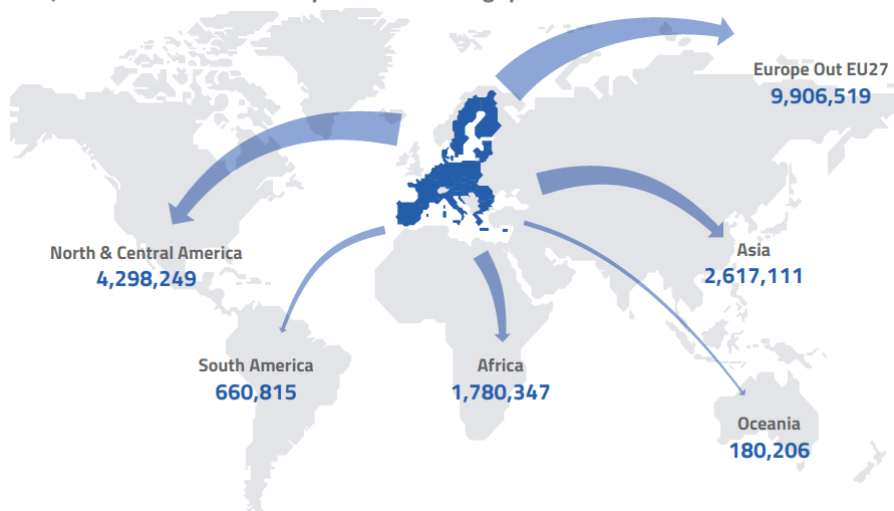 Europe Out EU27
9,906,519
North & Central America
4,298,249
Asia
2,617,111
South America
660,815
Africa
1,780,347
Oceania
180,206